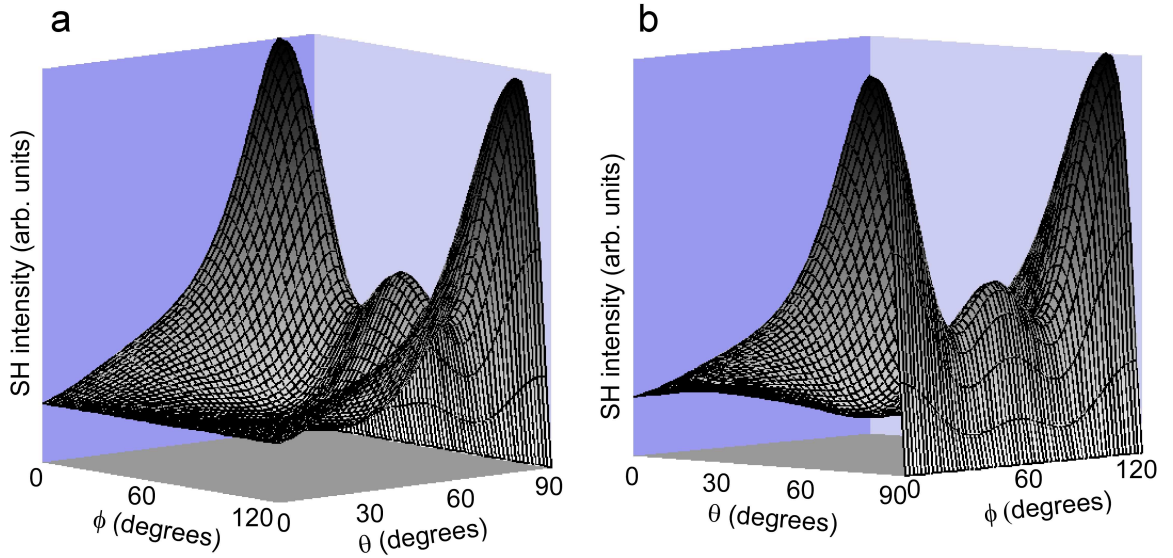 a
SH intensity (arb. units)
0
60
120
ϕ (degrees)
0
30
60
90
θ (degrees)
b
SH intensity (arb. units)
0
30
60
90
θ (degrees)
0
60
120
ϕ (degrees)